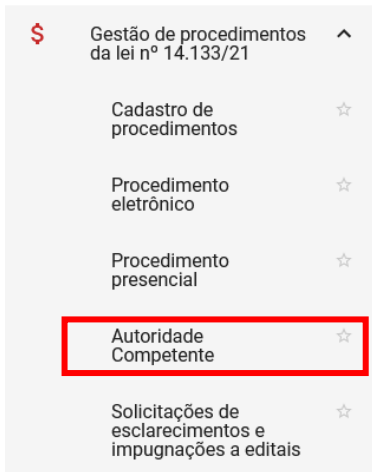 $ Gestão de procedimentos
da lei nº 14.133/21
Cadastro de
procedimentos
Procedimento
eletrônico
Procedimento
presencial
Autoridade
Competente
Solicitações de
esclarecimentos e
impugnações a editais